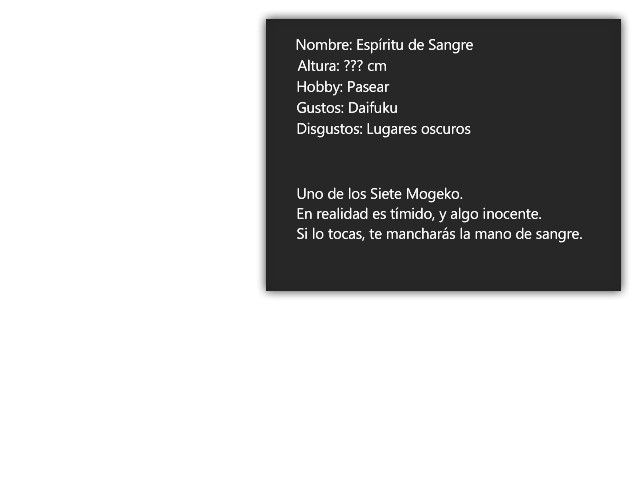 Nombre: Espíritu de Sangre
Altura: ??? cm
Hobby: Pasear
Gustos: Daifuku
Disgustos: Lugares oscuros
Uno de los Siete Mogeko.
En realidad es tímido, y algo inocente.
Si lo tocas, te mancharás la mano de sangre.